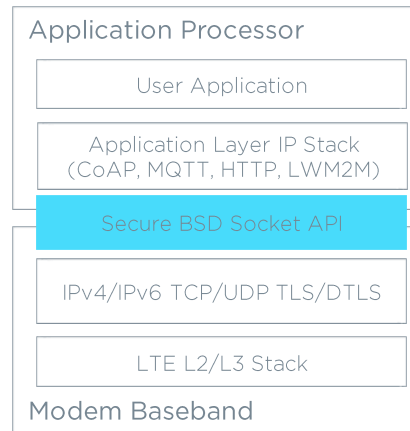 Application Processor
User Application
Application Layer IP Stack
(CoAP, MQTT, HTTP, LWM2M)
Secure BSD Socket API
IPv4/IPv6 TCP/UDP TLS/DTLS
LTE L2/L3 Stack
Modem Baseband